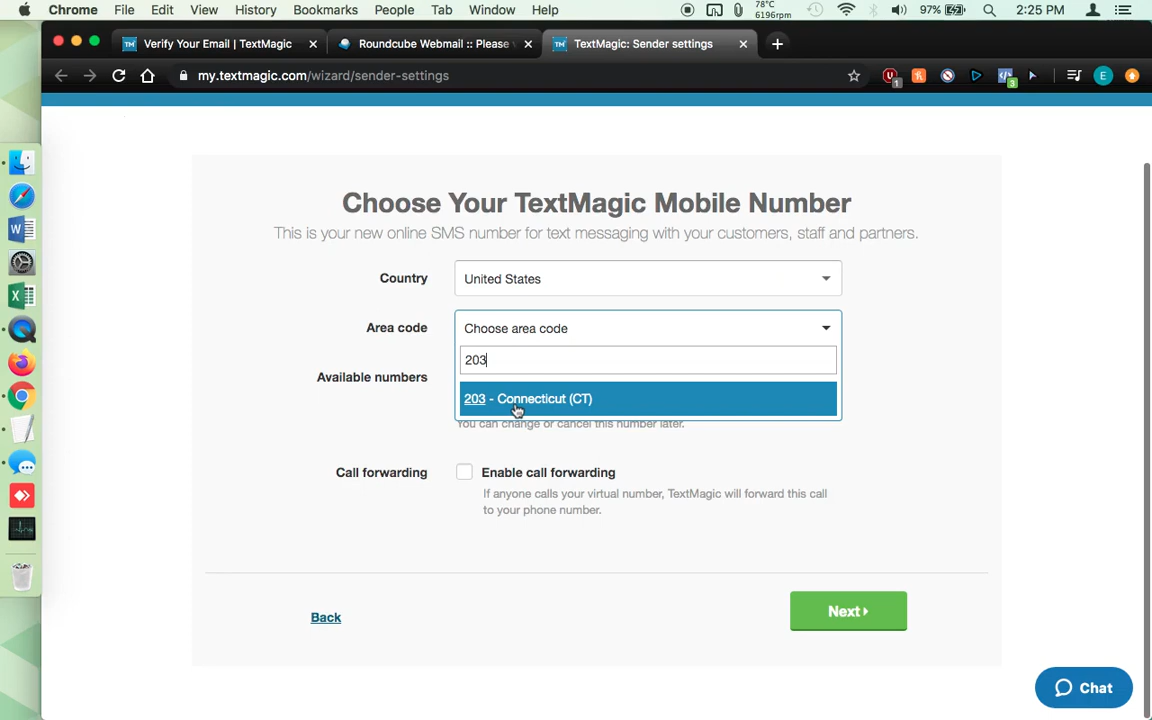 Chrome File Edit View History Bookmarks People Tab Window Help 78°C 6196rpm 97% 2:25 PM
Verify Your Email | TextMagic
Roundcube Webmail :: Please
TextMagic: Sender settings
my.textmagic.com/wizard/sender-settings
1
3
E
Choose Your TextMagic Mobile Number
This is your new online SMS number for text messaging with your customers, staff and partners.
Country United States
Area code Choose area code
203
Available numbers
203 - Connecticut (CT)
You can change or cancel this number later.
Call forwarding Enable call forwarding
If anyone calls your virtual number, TextMagic will forward this call
to your phone number.
Back
Next
Chat